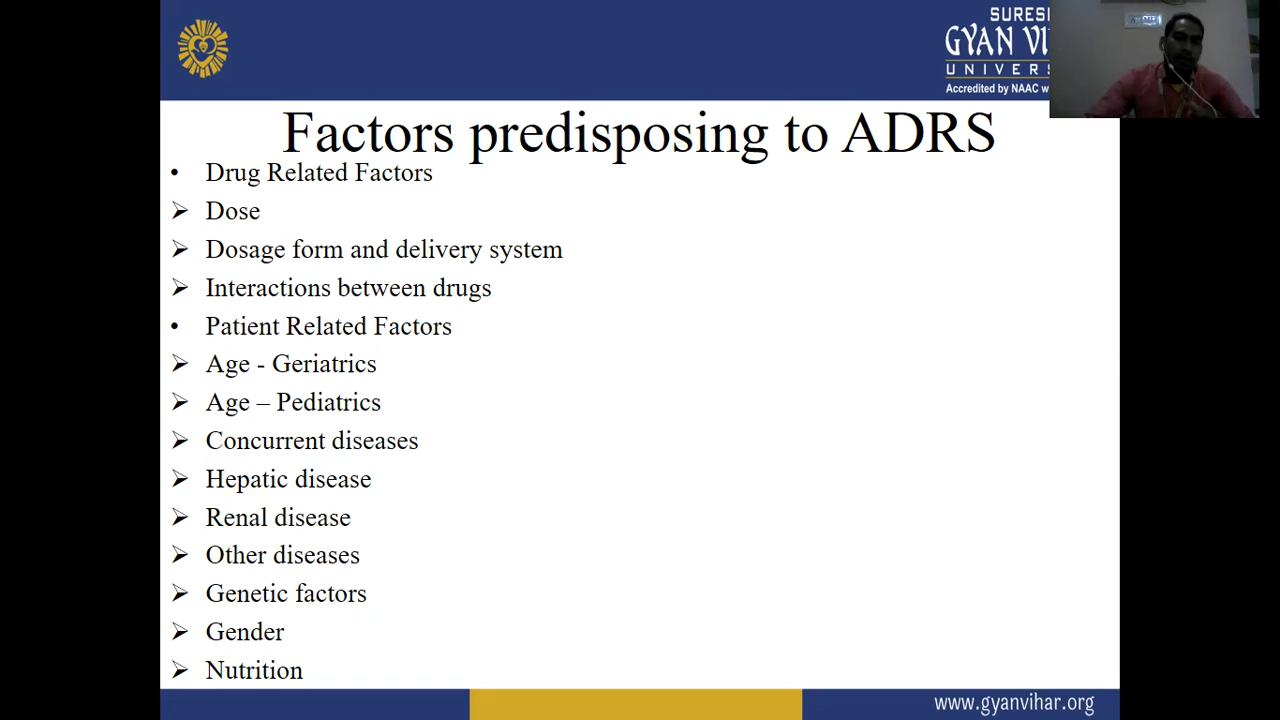 SURES
GYAN VI
UNIVERS
Accredited by NAAC w
Factors predisposing to ADRS
• Drug Related Factors
➢ Dose
➢ Dosage form and delivery system
➢ Interactions between drugs
• Patient Related Factors
➢ Age - Geriatrics
➢ Age – Pediatrics
➢ Concurrent diseases
➢ Hepatic disease
➢ Renal disease
➢ Other diseases
➢ Genetic factors
➢ Gender
➢ Nutrition
www.gyanvihar.org